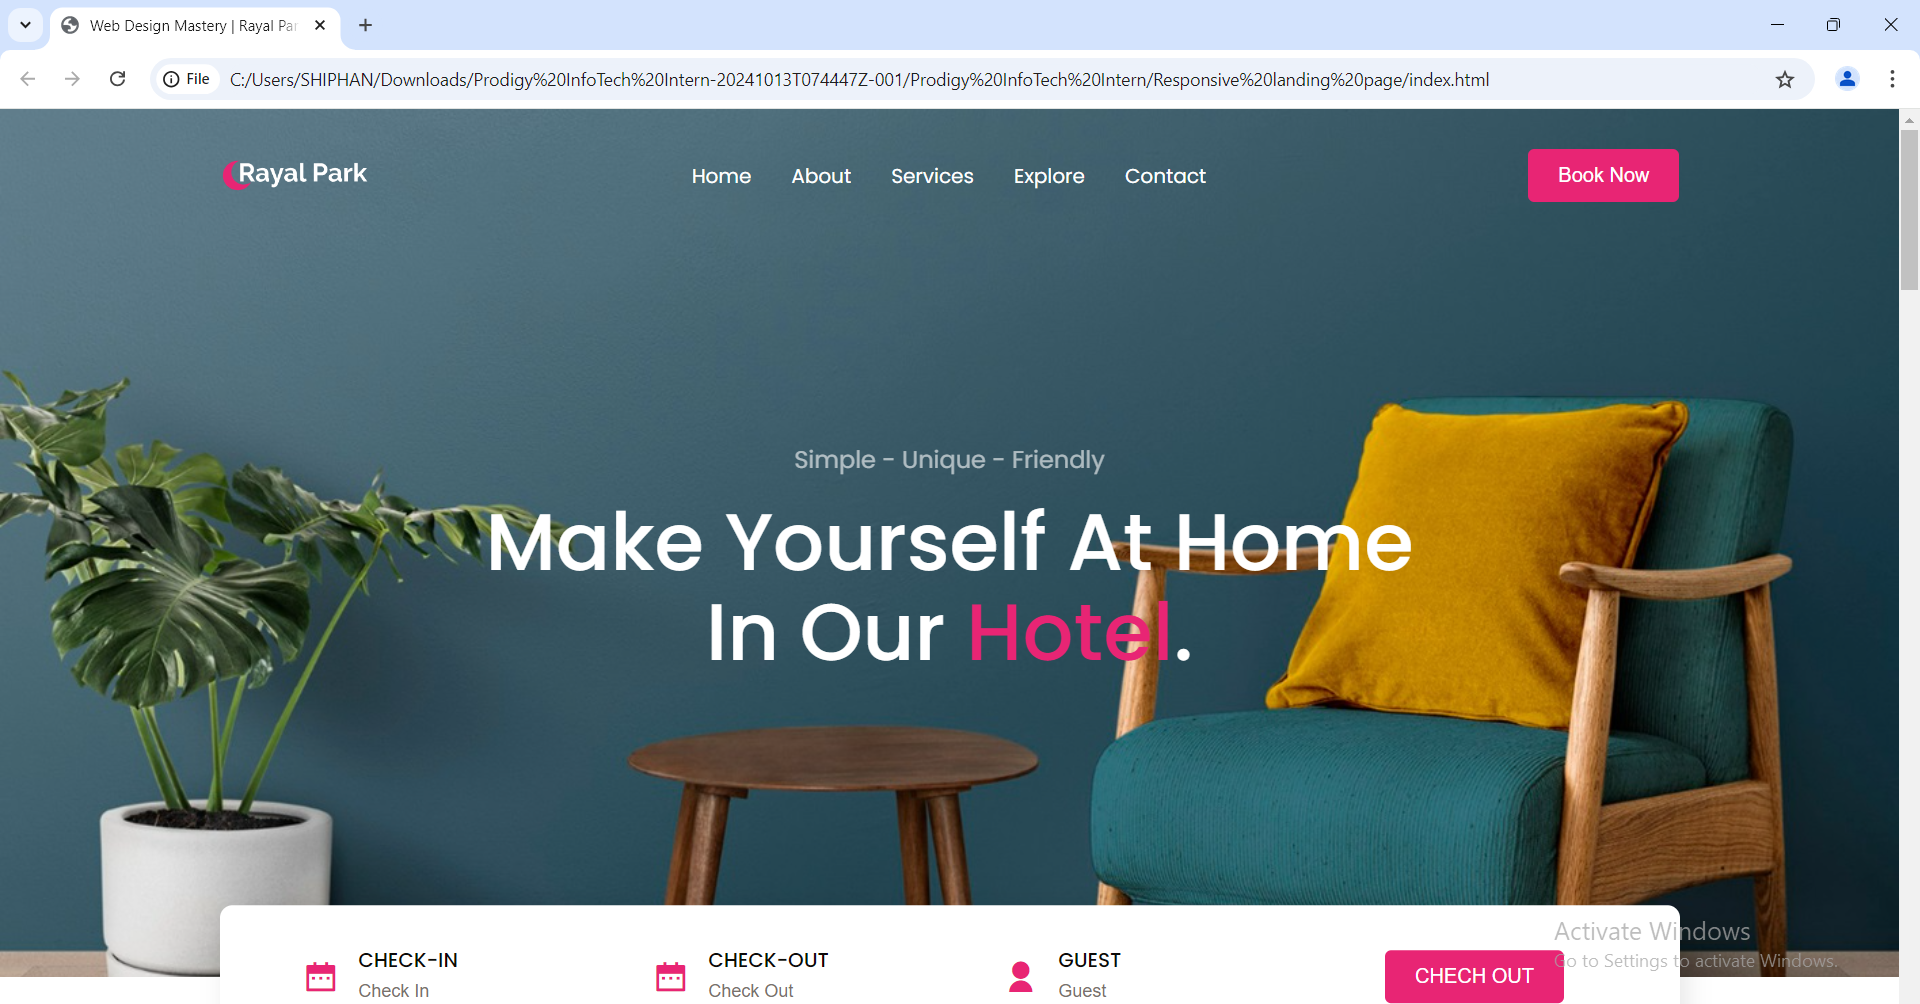 Web Design Mastery | Rayal Par
File
C:/Users/SHIPHAN/Downloads/Prodigy%20InfoTech%20Intern-20241013T074447Z-001/Prodigy%20InfoTech%20Intern/Responsive%20landing%20page/index.html
Rayal Park
Home About Services Explore Contact
Book Now
Simple - Unique - Friendly
Make Yourself At Home
In Our Hotel.
CHECK-IN
Check In
CHECK-OUT
Check Out
GUEST
Guest
CHECH OUT
Activate Windows
Go to Settings to activate Windows.